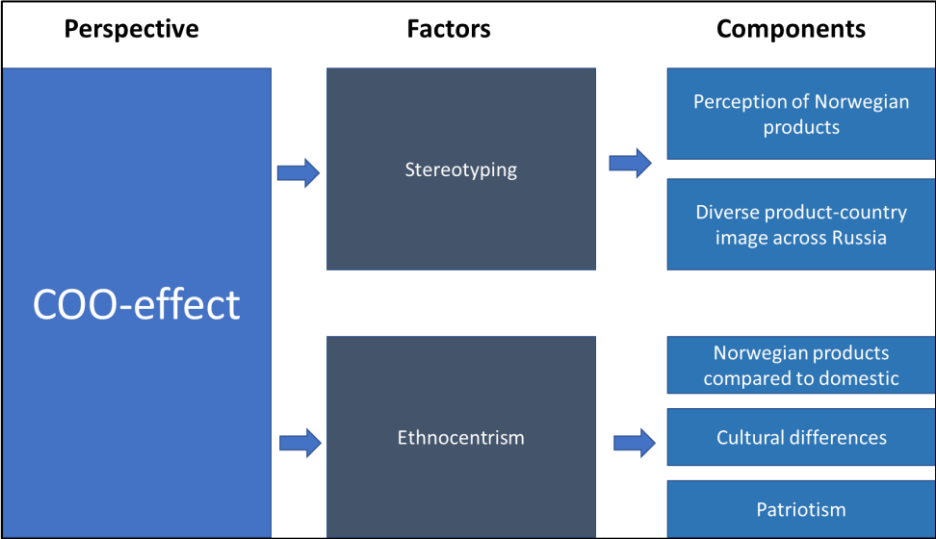 Perspective
Factors
Components
COO-effect
Stereotyping
Perception of Norwegian
products
Diverse product-country
image across Russia
Ethnocentrism
Norwegian products
compared to domestic
Cultural differences
Patriotism